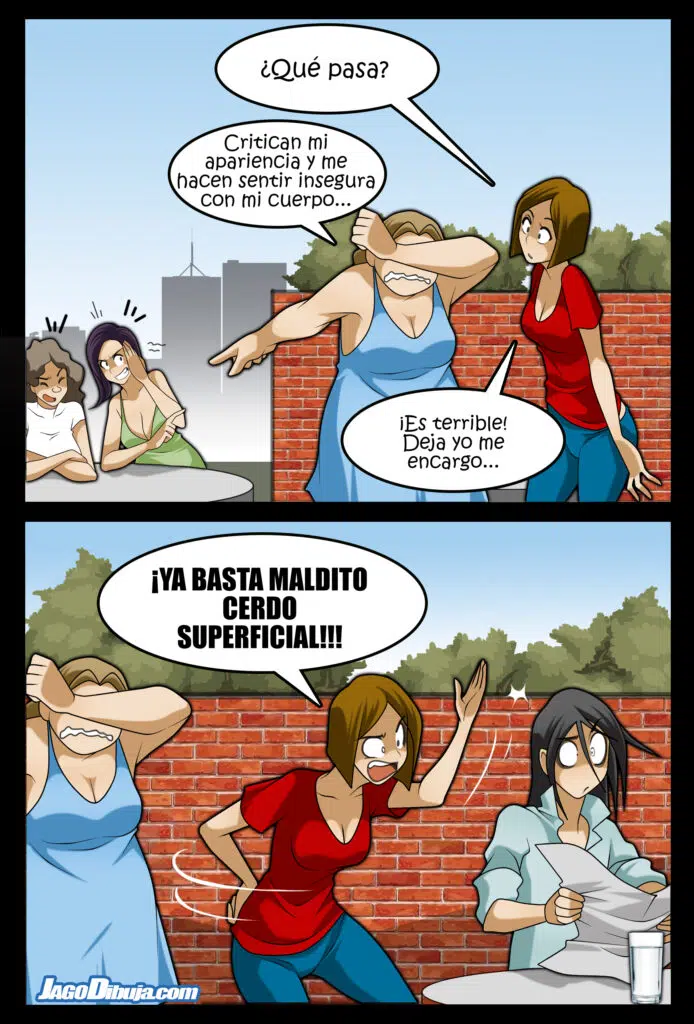 ¿Qué pasa?
Critican mi
apariencia y me
hacen sentir insegura
con mi cuerpo...
¡Es terrible!
Deja yo me
encargo...
¡YA BASTA MALDITO
CERDO
SUPERFICIAL!!!
JAGODibuja.com